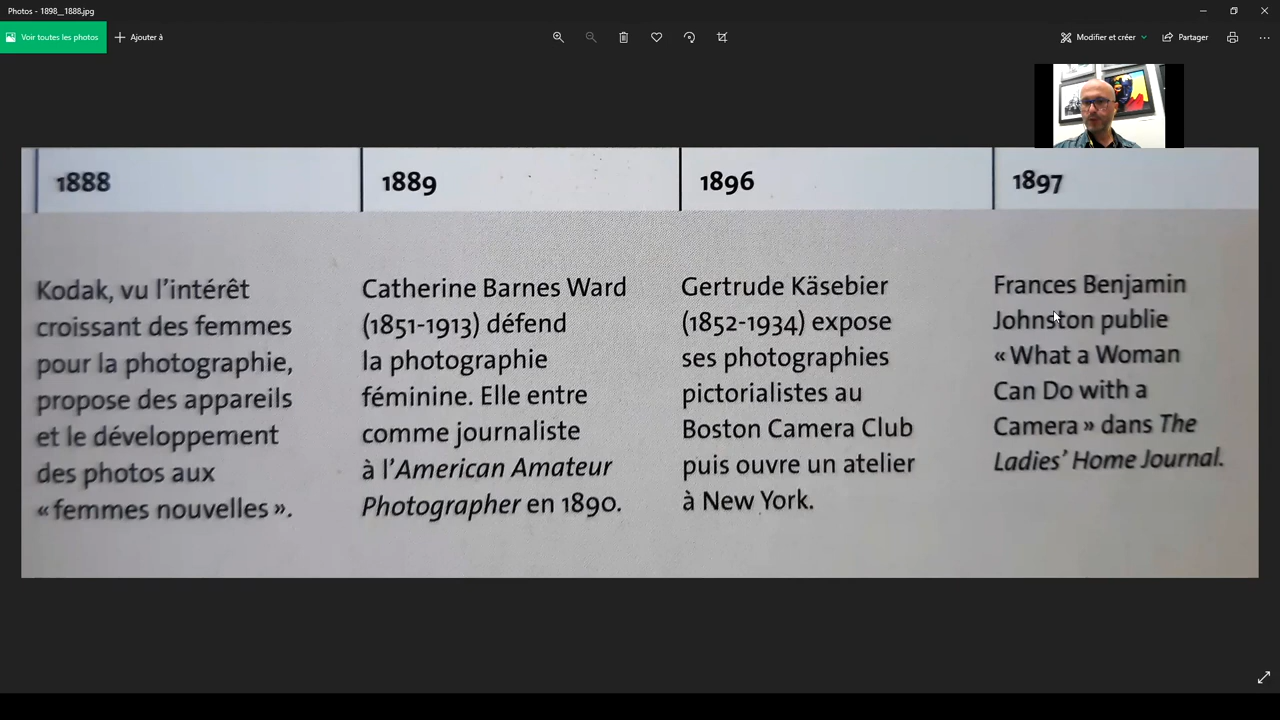 Photos - 1898__1888.jpg
Voir toutes les photos
Ajouter à
Modifier et créer
Partager
1888
Kodak, vu l’intérêt
croissant des femmes
pour la photographie,
propose des appareils
et le développement
des photos aux
« femmes nouvelles ».
1889
Catherine Barnes Ward
(1851-1913) défend
la photographie
féminine. Elle entre
comme journaliste
à l’American Amateur
Photographer en 1890.
1896
Gertrude Käsebier
(1852-1934) expose
ses photographies
pictorialistes au
Boston Camera Club
puis ouvre un atelier
à New York.
1897
Frances Benjamin
Johnston publie
« What a Woman
Can Do with a
Camera » dans The
Ladies’ Home Journal.